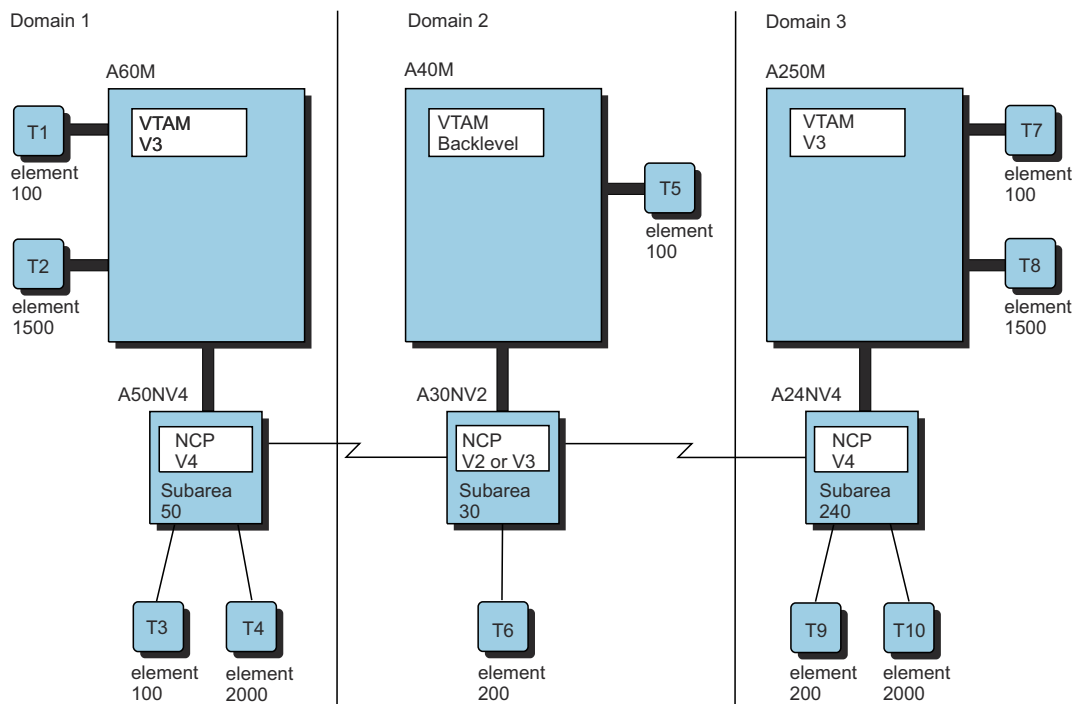 Domain 1
Domain 2
Domain 3
A60M
A40M
A250M
VTAM
V3
VTAM
Backlevel
VTAM
V3
T1
element
100
T2
element
1500
T5
element
100
T7
element
100
T8
element
1500
A50NV4
A30NV2
A24NV4
NCP
V4
Subarea
50
NCP
V2 or V3
Subarea
30
NCP
V4
Subarea
240
T3
element
100
T4
element
2000
T6
element
200
T9
element
200
T10
element
2000